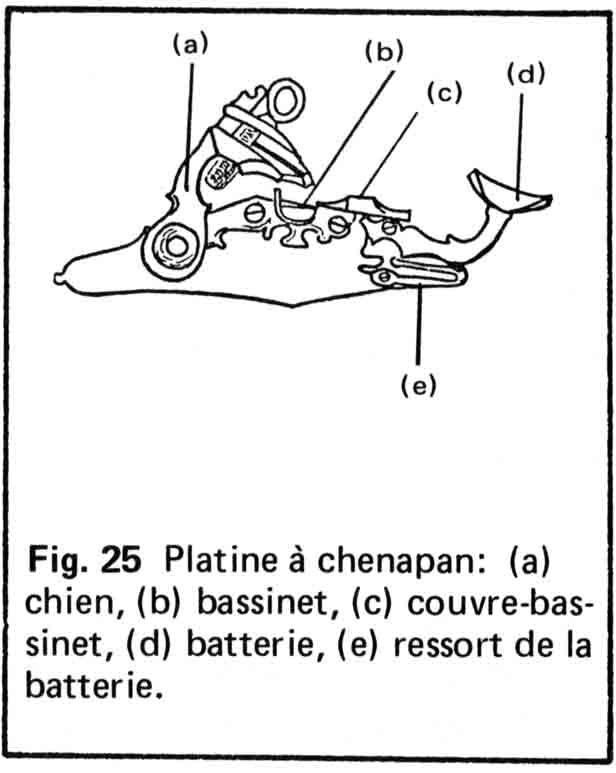 (a)
(b)
(c)
(d)
(e)
Fig. 25 Platine à chenapan: (a)
chien, (b) bassinet, (c) couvre-bas-
sinet, (d) batterie, (e) ressort de la
batterie.